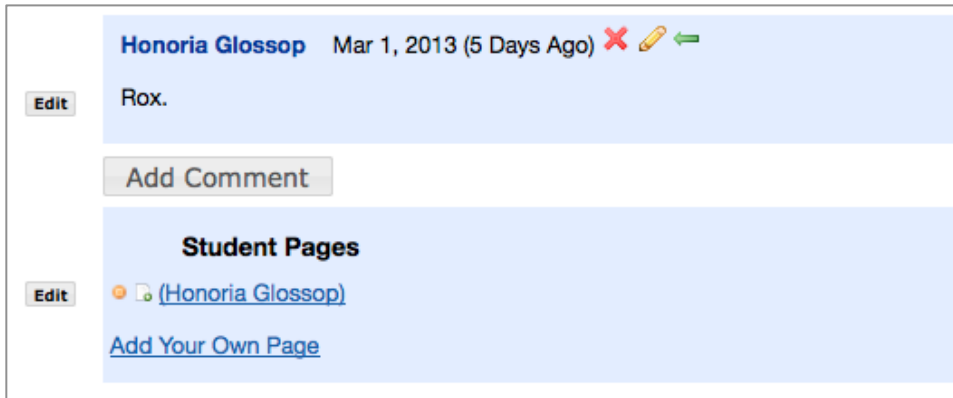 Honoria Glossop Mar 1, 2013 (5 Days Ago)
Edit Rox.
Add Comment
Student Pages
Edit (Honoria Glossop)
Add Your Own Page